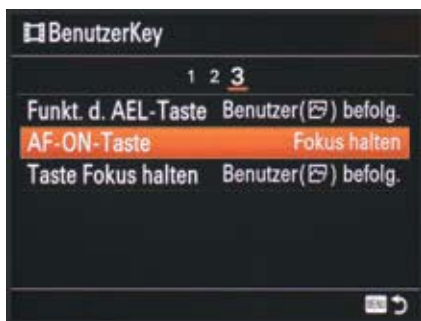 BenutzerKey
1 2 3
Funkt. d. AEL-Taste Benutzer( ) befolg.
AF-ON-Taste Fokus halten
Taste Fokus halten Benutzer( ) befolg.
MENU